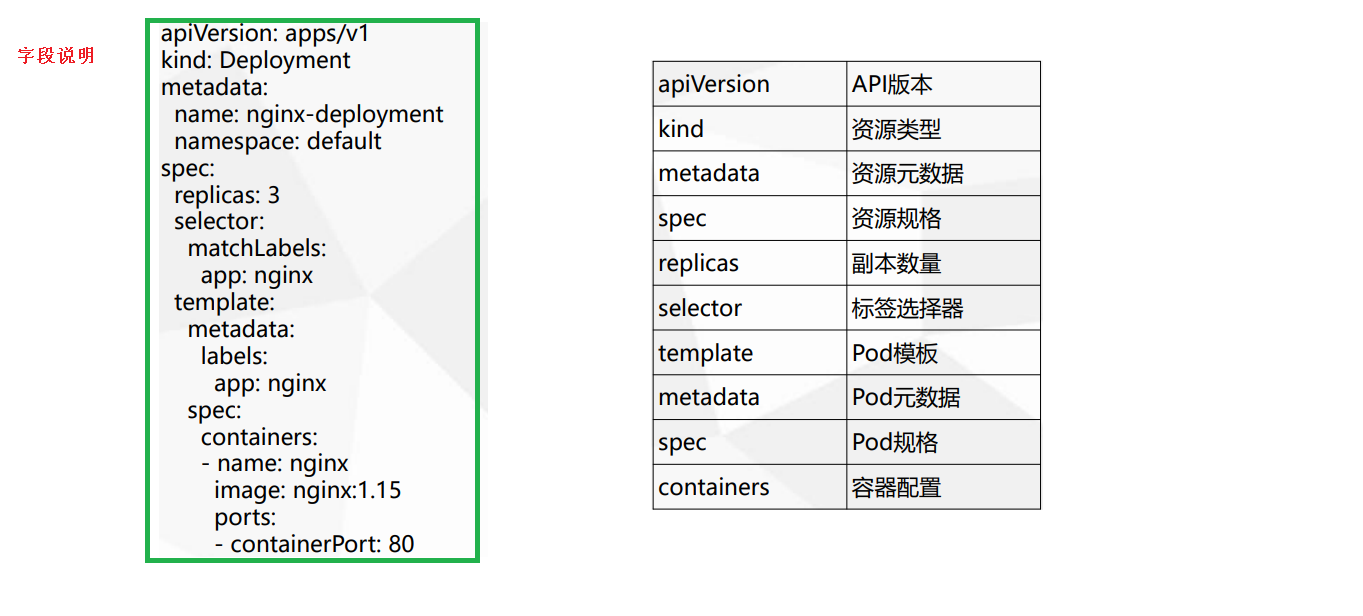 字段说明
apiVersion: apps/v1
kind: Deployment
metadata:
  name: nginx-deployment
  namespace: default
spec:
  replicas: 3
  selector:
    matchLabels:
      app: nginx
  template:
    metadata:
      labels:
        app: nginx
    spec:
      containers:
      - name: nginx
        image: nginx:1.15
        ports:
        - containerPort: 80
apiVersion API版本
kind 资源类型
metadata 资源元数据
spec 资源规格
replicas 副本数量
selector 标签选择器
template Pod模板
metadata Pod元数据
spec Pod规格
containers 容器配置